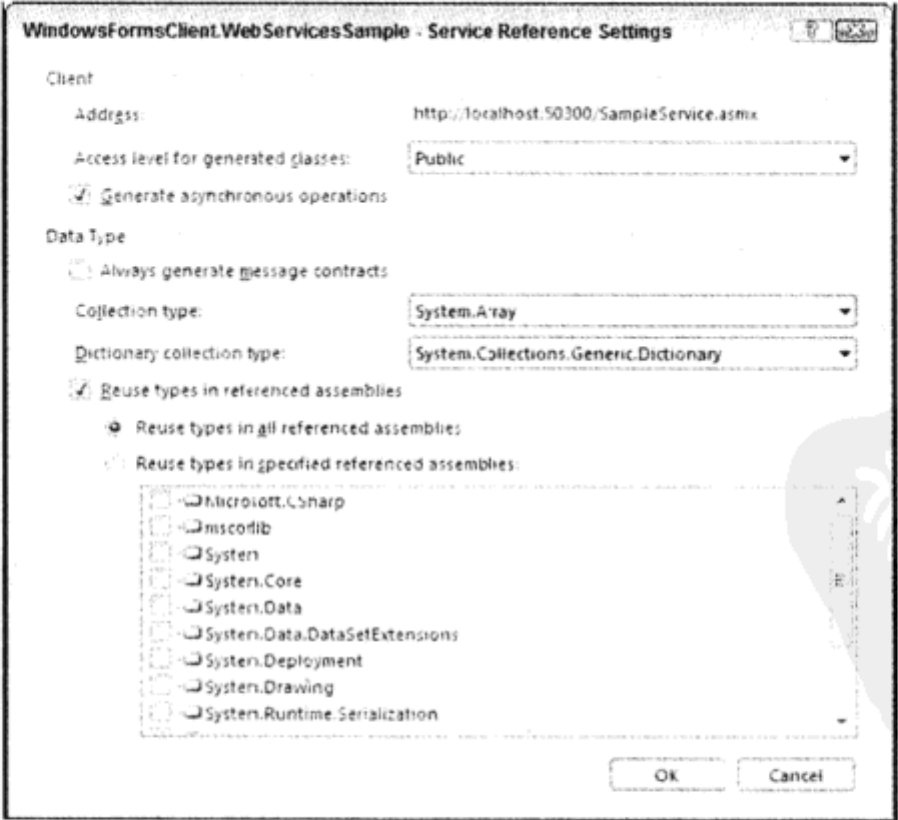 WindowsFormsClient.WebServicesSample - Service Reference Settings
Client
Address: http://localhost:50300/SampleService.asmx
Access level for generated classes: Public
Generate asynchronous operations
Data Type
Always generate message contracts
Collection type: System.Array
Dictionary collection type: System.Collections.Generic.Dictionary
Reuse types in referenced assemblies
Reuse types in all referenced assemblies
Reuse types in specified referenced assemblies:
Microsoft.CSharp
mscorlib
System
System.Core
System.Data
System.Data.DataSetExtensions
System.Deployment
System.Drawing
System.Runtime.Serialization
OK Cancel